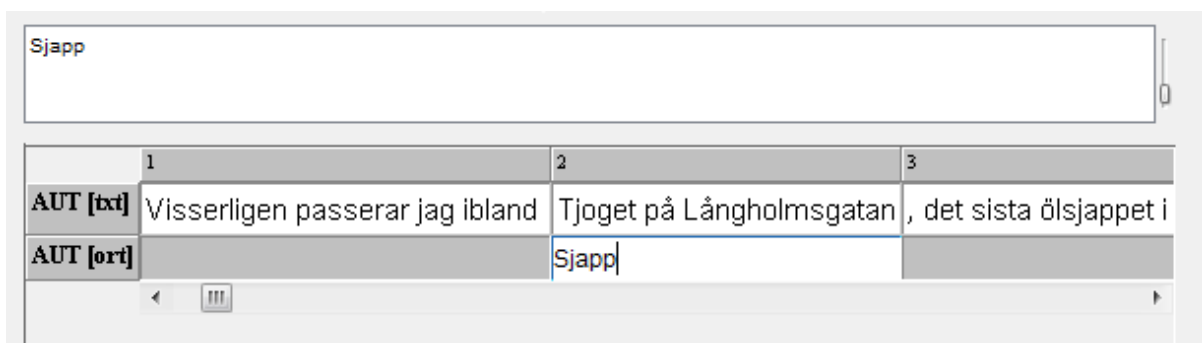 Sjapp
1 2 3
AUT [txt] Visserligen passerar jag ibland Tjoget på Långholmsgatan , det sista ölsjappet i
AUT [ort] Sjapp